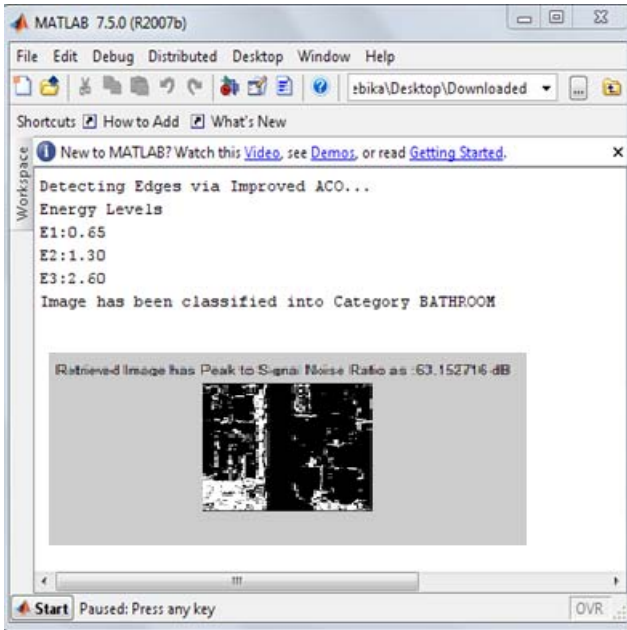 MATLAB 7.5.0 (R2007b)
File Edit Debug Distributed Desktop Window Help
ebika\Desktop\Downloaded ...
Shortcuts How to Add What's New
New to MATLAB? Watch this Video, see Demos, or read Getting Started.
Workspace
Detecting Edges via Improved ACO...
Energy Levels
E1:0.65
E2:1.30
E3:2.60
Image has been classified into Category BATHROOM
Retrieved Image has Peak to Signal Noise Ratio as :63.152716 dB
Start Paused: Press any key OVR